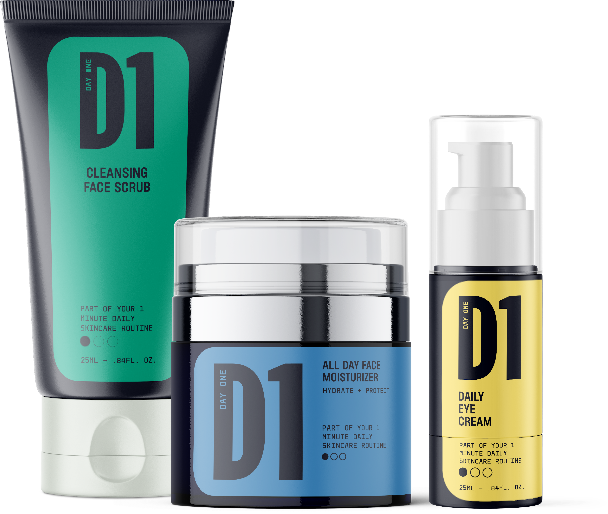 DAY ONE
D1
CLEANSING
FACE SCRUB
PART OF YOUR 1
MINUTE DAILY
SKINCARE ROUTINE
25ML - .84FL. OZ.
DAY ONE
D1
ALL DAY FACE
MOISTURIZER
HYDRATE + PROTECT
PART OF YOUR 1
MINUTE DAILY
SKINCARE ROUTINE
DAY ONE
D1
DAILY
EYE
CREAM
PART OF YOUR 1
MINUTE DAILY
SKINCARE ROUTINE
25ML - .84FL. OZ.